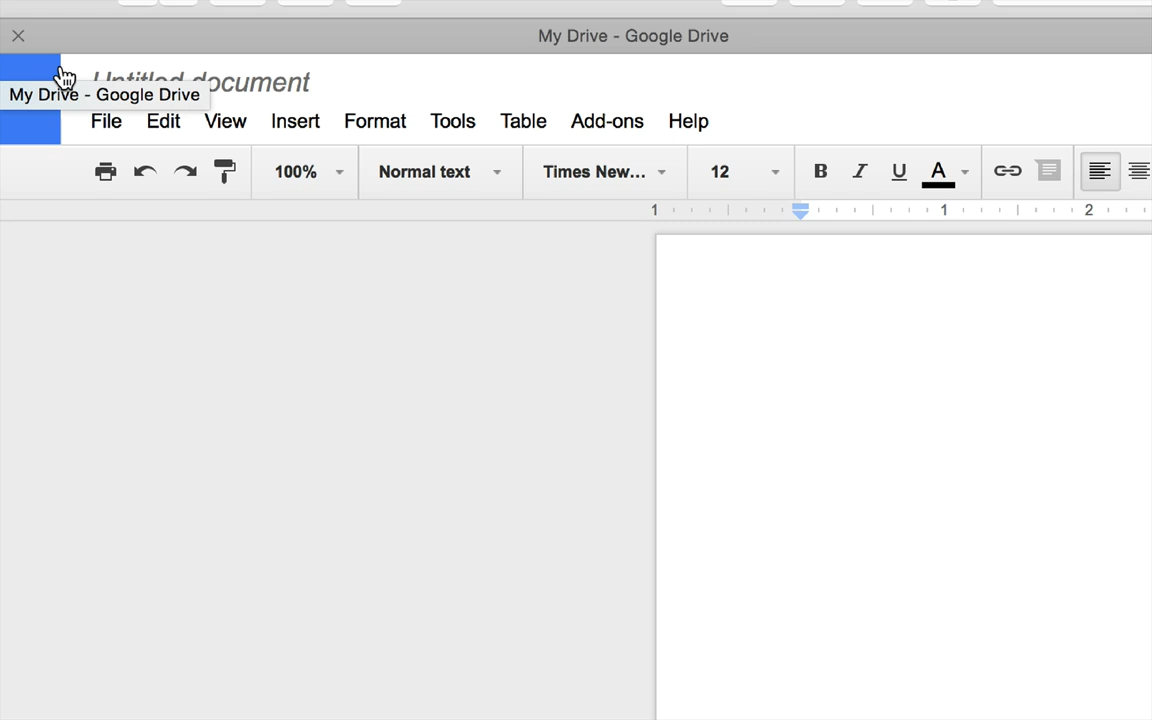 My Drive - Google Drive
Untitled document
My Drive - Google Drive
File Edit View Insert Format Tools Table Add-ons Help
100% Normal text Times New... 12 B I U A
1 1 2